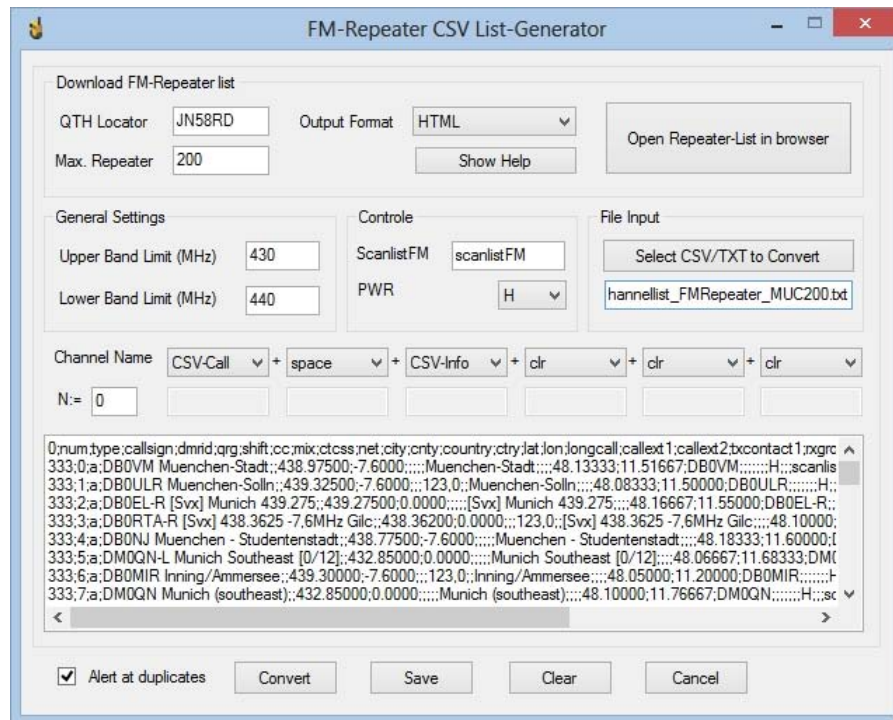 FM-Repeater CSV List-Generator
Download FM-Repeater list
QTH Locator JN58RD Output Format HTML Open Repeater-List in browser
Max. Repeater 200 Show Help
General Settings Controle File Input
Upper Band Limit (MHz) 430 ScanlistFM scanlistFM Select CSV/TXT to Convert
Lower Band Limit (MHz) 440 PWR H hannellist_FMRepeater_MUC200.txt
Channel Name CSV-Call + space + CSV-Info + clr + clr + clr
N:= 0
0;num;type;callsign;dmrid;qrg;shift;cc;mix;ctcss;net;city;cnty;country;ctry;lat;lon;longcall;callext1;callext2;txcontact1;rxgrc
333;0;a;DB0VM Muenchen-Stadt;;438.97500;-7.6000;;;;;Muenchen-Stadt;;;;48.13333;11.51667;DB0VM;;;;;;;H;;;scanlis
333;1;a;DB0ULR Muenchen-Solln;;439.32500;-7.6000;;;123,0;;Muenchen-Solln;;;;48.08333;11.50000;DB0ULR;;;;;;;H;;
333;2;a;DB0EL-R [Svx] Munich 439.275;;439.27500;0.0000;;;;;[Svx] Munich 439.275;;;;48.16667;11.55000;DB0EL-R;;
333;3;a;DB0RTA-R [Svx] 438.3625 -7,6MHz Gilc;;438.36200;0.0000;;;123,0;;[Svx] 438.3625 -7,6MHz Gilc;;;;48.10000;
333;4;a;DB0NJ Muenchen - Studentenstadt;;438.77500;-7.6000;;;;;Muenchen - Studentenstadt;;;;48.18333;11.60000;D
333;5;a;DM0QN-L Munich Southeast [0/12];;432.85000;0.0000;;;;;Munich Southeast [0/12];;;;48.06667;11.68333;DM0
333;6;a;DB0MIR Inning/Ammersee;;439.30000;-7.6000;;;123,0;;Inning/Ammersee;;;;48.05000;11.20000;DB0MIR;;;;;;;H
333;7;a;DM0QN Munich (southeast);;432.85000;0.0000;;;;;Munich (southeast);;;;48.10000;11.76667;DM0QN;;;;;;;H;;;sc
Alert at duplicates Convert Save Clear Cancel